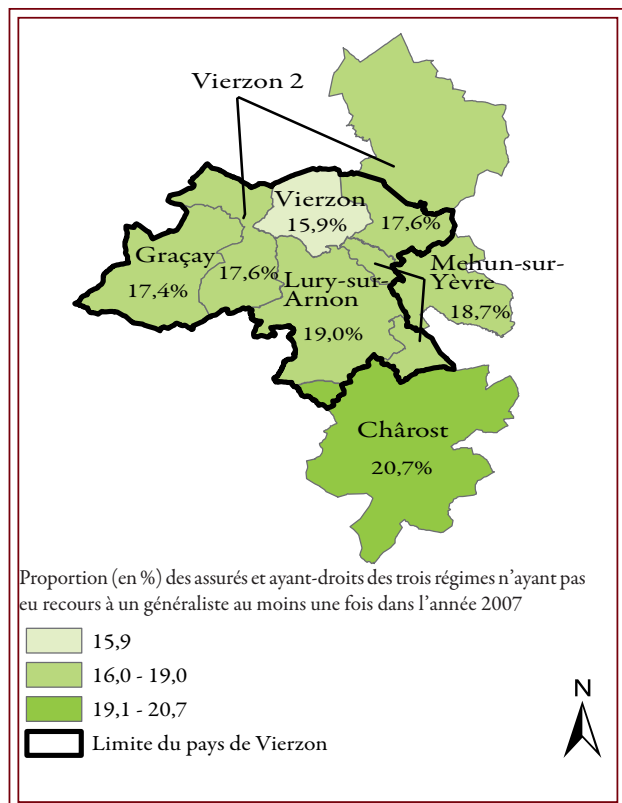 Vierzon 2
Vierzon
15,9%
17,6%
Graçay
17,4%
17,6%
Lury-sur-
Arnon
19,0%
Mehun-sur-
Yèvre
18,7%
Chârost
20,7%
Proportion (en %) des assurés et ayant-droits des trois régimes n'ayant pas
eu recours à un généraliste au moins une fois dans l'année 2007
15,9
16,0 - 19,0
19,1 - 20,7
Limite du pays de Vierzon
N